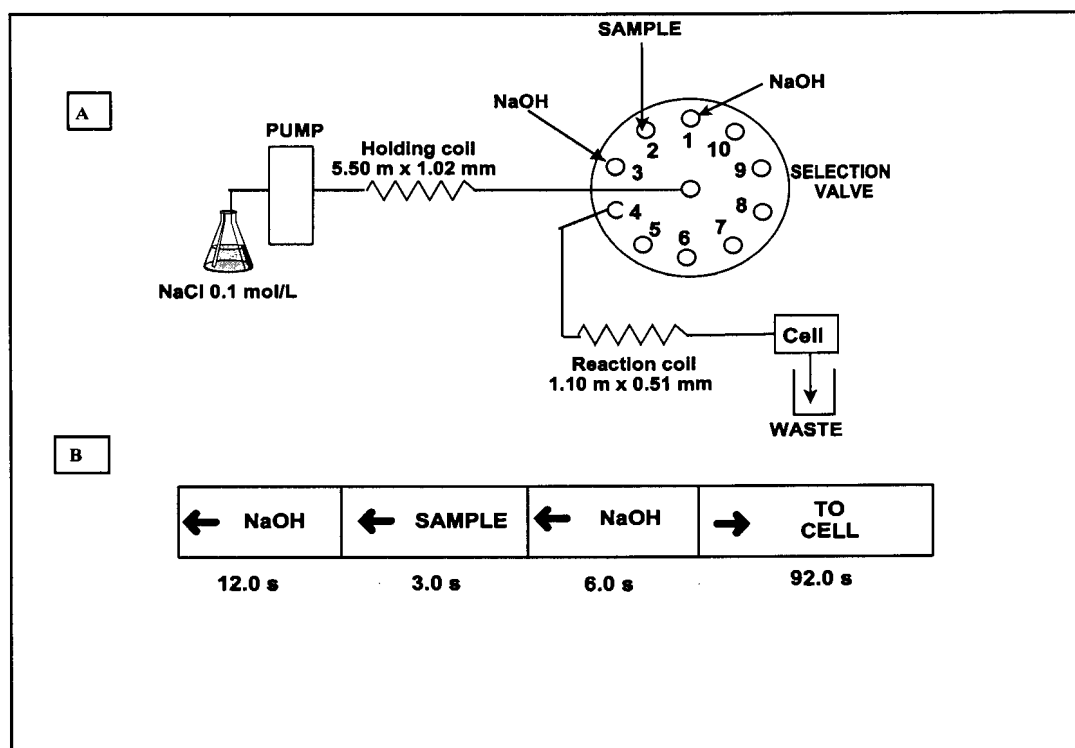 A
SAMPLE
NaOH
NaOH
PUMP
Holding coil
5.50 m x 1.02 mm
1
2
10
3
9
SELECTION
VALVE
4
8
5
6
7
NaCl 0.1 mol/L
Cell
Reaction coil
1.10 m x 0.51 mm
WASTE
B
NaOH
SAMPLE
NaOH
TO
CELL
12.0 s
3.0 s
6.0 s
92.0 s